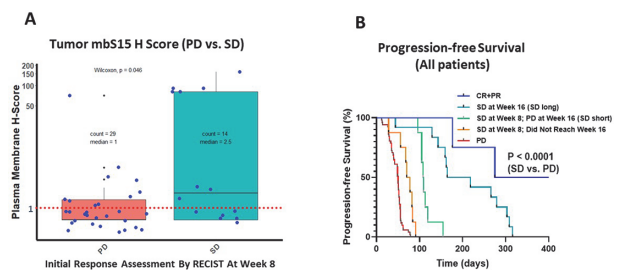 A
Tumor mbS15 H Score (PD vs. SD)
Plasma Membrane H-Score
200
150
100
50
1
Wilcoxon, p = 0.046
count = 29
median = 1
count = 14
median = 2.5
PD
SD
Initial Response Assessment By RECIST At Week 8
B
Progression-free Survival
(All patients)
Progression-free Survival (%)
100
75
50
25
0
0
100
200
300
400
Time (days)
CR+PR
SD at Week 16 (SD long)
SD at Week 8; PD at Week 16 (SD short)
SD at Week 8; Did Not Reach Week 16
PD
P < 0.0001
(SD vs. PD)